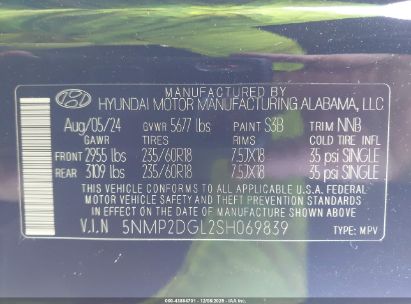 MANUFACTURED BY
HYUNDAI MOTOR MANUFACTURING ALABAMA, LLC
Aug/05/24 GVWR 5677 lbs PAINT S3B TRIM NNB
GAWR TIRES RIMS COLD TIRE INFL
FRONT 2955 lbs 235/60R18 7.5JX18 35 psi SINGLE
REAR 3109 lbs 235/60R18 7.5JX18 35 psi SINGLE
THIS VEHICLE CONFORMS TO ALL APPLICABLE U.S.A. FEDERAL
MOTOR VEHICLE SAFETY AND THEFT PREVENTION STANDARDS
IN EFFECT ON THE DATE OF MANUFACTURE SHOWN ABOVE.
V.I.N 5NMP2DGL2SH069839 TYPE: MPV